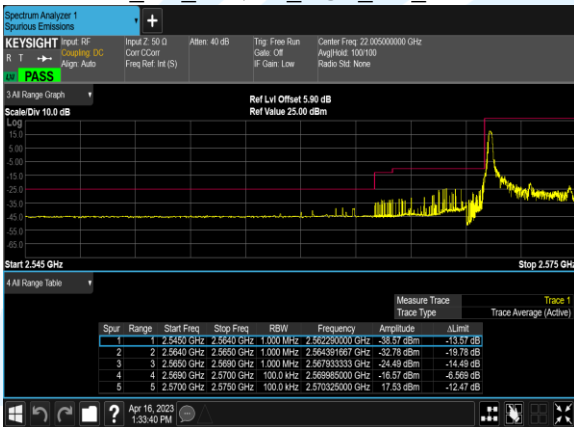 Spectrum Analyzer 1
Spurious Emissions
+
KEYSIGHT Input: RF Input Z: 50 Ω Atten: 40 dB Trig: Free Run Center Freq: 22.005000000 GHz
R T Coupling: DC Corr CCorr Gate: Off Avg|Hold: 100/100
Align: Auto Freq Ref: Int (S) IF Gain: Low Radio Std: None
PASS
3 All Range Graph
Ref Lvl Offset 5.90 dB
Scale/Div 10.0 dB Ref Value 25.00 dBm
Log
15.0
5.00
-5.00
-15.0
-25.0
-35.0
-45.0
-55.0
-65.0
Start 2.545 GHz Stop 2.575 GHz
4 All Range Table
Measure Trace Trace 1
Trace Type Trace Average (Active)
Spur Range Start Freq Stop Freq RBW Frequency Amplitude ΔLimit
1 1 2.5450 GHz 2.5640 GHz 1.000 MHz 2.562290000 GHz -38.57 dBm -13.57 dB
2 2 2.5640 GHz 2.5650 GHz 1.000 MHz 2.564391667 GHz -32.78 dBm -19.78 dB
3 3 2.5650 GHz 2.5690 GHz 1.000 MHz 2.567933333 GHz -24.49 dBm -14.49 dB
4 4 2.5690 GHz 2.5700 GHz 100.0 kHz 2.569985000 GHz -16.57 dBm -6.569 dB
5 5 2.5700 GHz 2.5750 GHz 100.0 kHz 2.570325000 GHz 17.53 dBm -12.47 dB
? Apr 16, 2023
1:33:40 PM